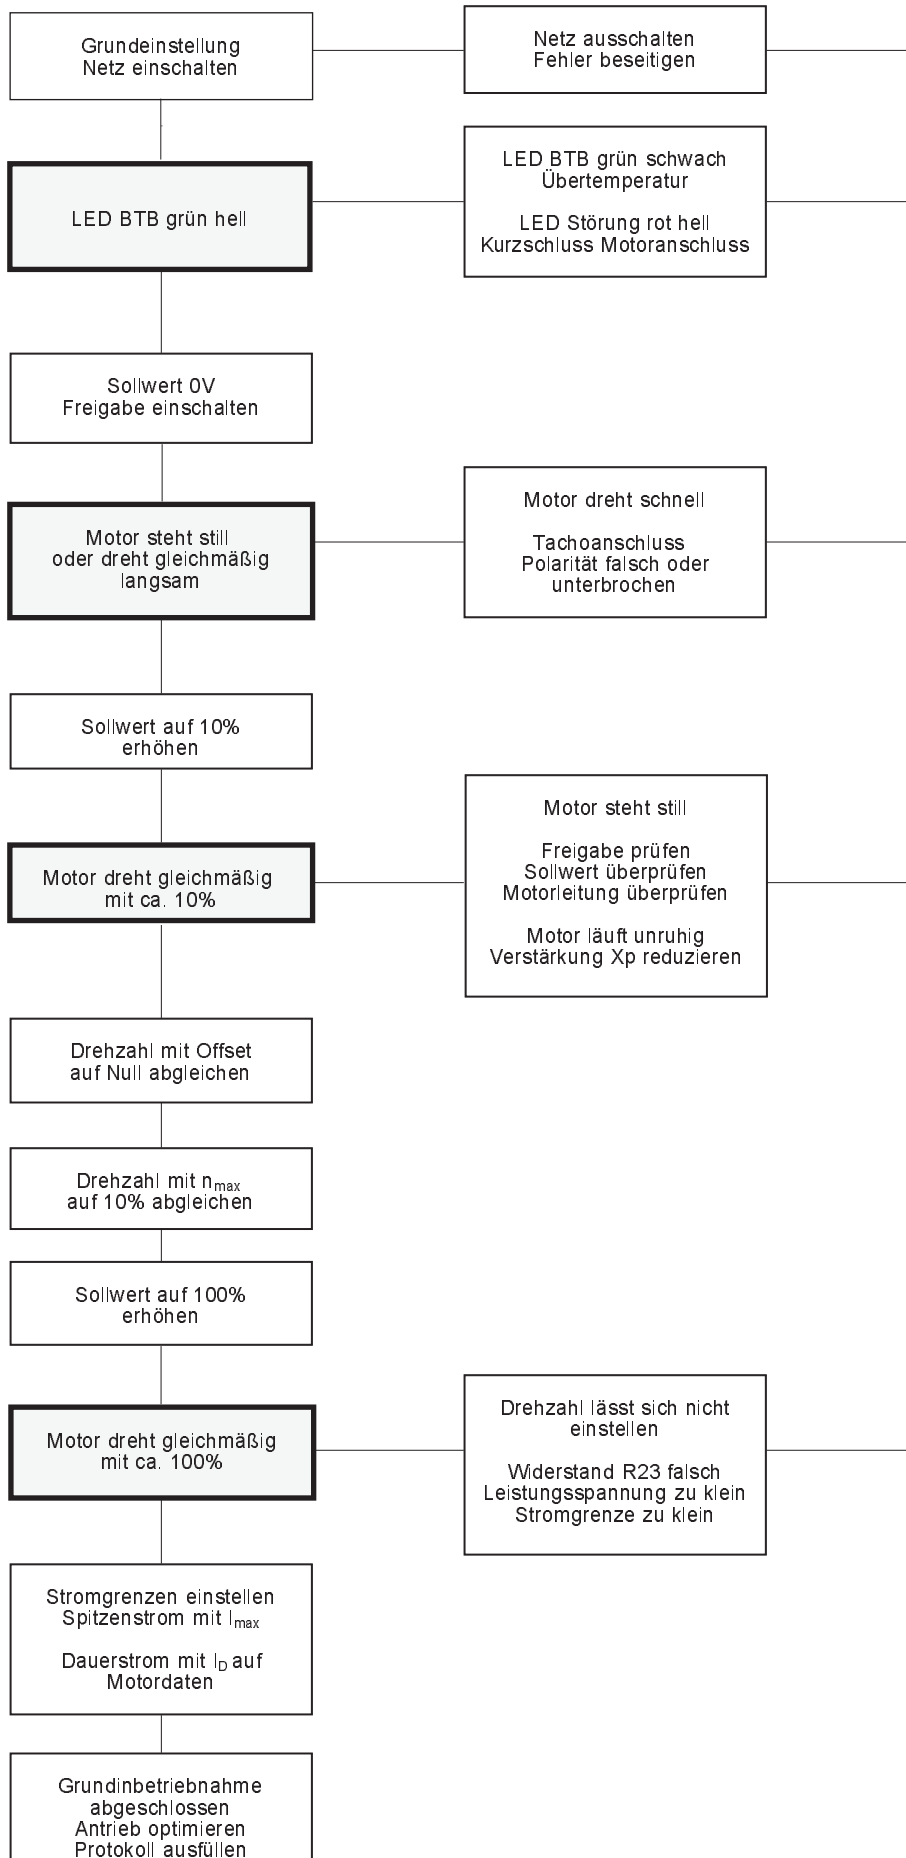 Grundeinstellung
Netz einschalten
Netz ausschalten
Fehler beseitigen
LED BTB grün hell
LED BTB grün schwach
Übertemperatur
LED Störung rot hell
Kurzschluss Motoranschluss
Sollwert 0V
Freigabe einschalten
Motor steht still
oder dreht gleichmäßig
langsam
Motor dreht schnell
Tachoanschluss
Polarität falsch oder
unterbrochen
Sollwert auf 10%
erhöhen
Motor dreht gleichmäßig
mit ca. 10%
Motor steht still
Freigabe prüfen
Sollwert überprüfen
Motorleitung überprüfen
Motor läuft unruhig
Verstärkung Xp reduzieren
Drehzahl mit Offset
auf Null abgleichen
Drehzahl mit nmax
auf 10% abgleichen
Sollwert auf 100%
erhöhen
Motor dreht gleichmäßig
mit ca. 100%
Drehzahl lässt sich nicht
einstellen
Widerstand R23 falsch
Leistungsspannung zu klein
Stromgrenze zu klein
Stromgrenzen einstellen
Spitzenstrom mit Imax
Dauerstrom mit ID auf
Motordaten
Grundinbetriebnahme
abgeschlossen
Antrieb optimieren
Protokoll ausfüllen